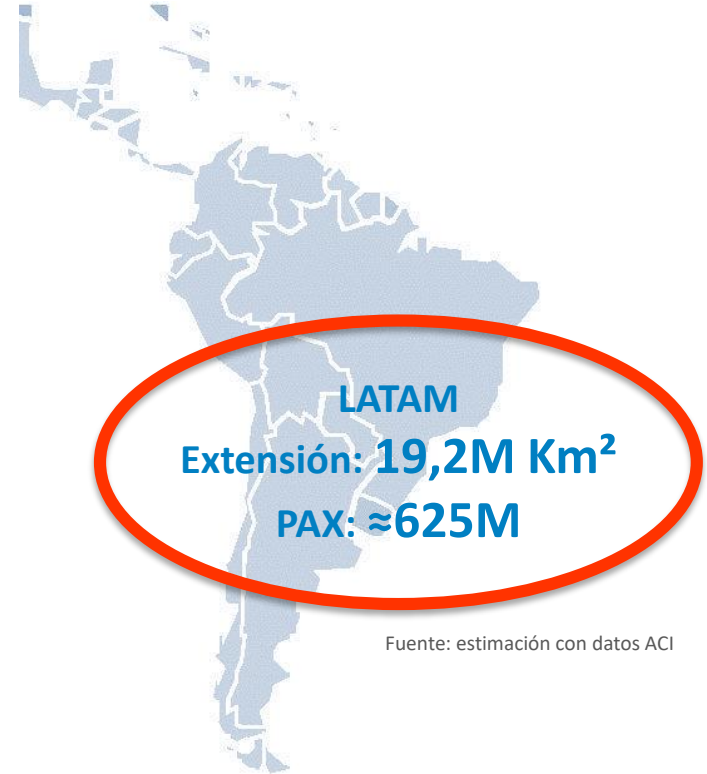 LATAM
Extensión: 19,2M Km²
PAX: ≈625M
Fuente: estimación con datos ACI